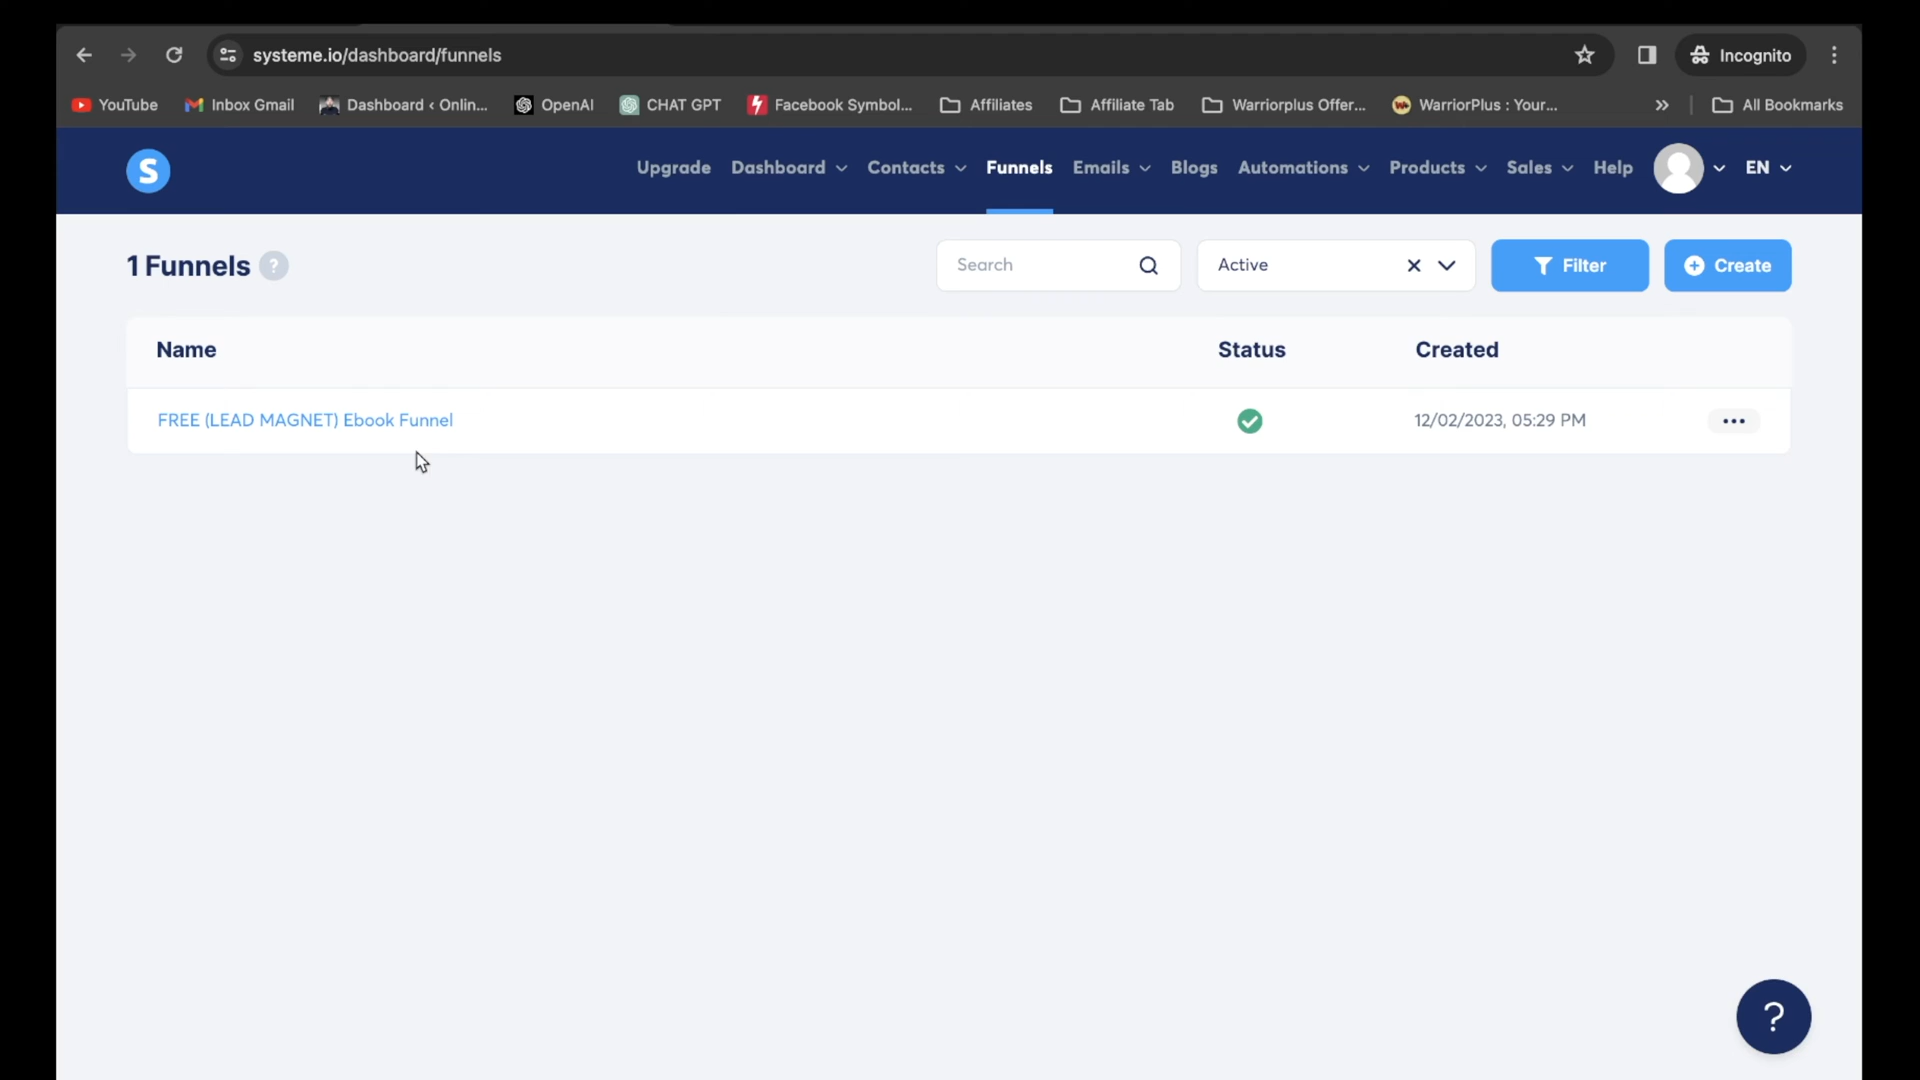 systeme.io/dashboard/funnels
Incognito
YouTube Inbox Gmail Dashboard < Onlin... OpenAI CHAT GPT Facebook Symbol... Affiliates Affiliate Tab Warriorplus Offer... WarriorPlus : Your... » All Bookmarks
S Upgrade Dashboard Contacts Funnels Emails Blogs Automations Products Sales Help EN
1 Funnels ? Search Active Filter Create
Name Status Created
FREE (LEAD MAGNET) Ebook Funnel 12/02/2023, 05:29 PM
?